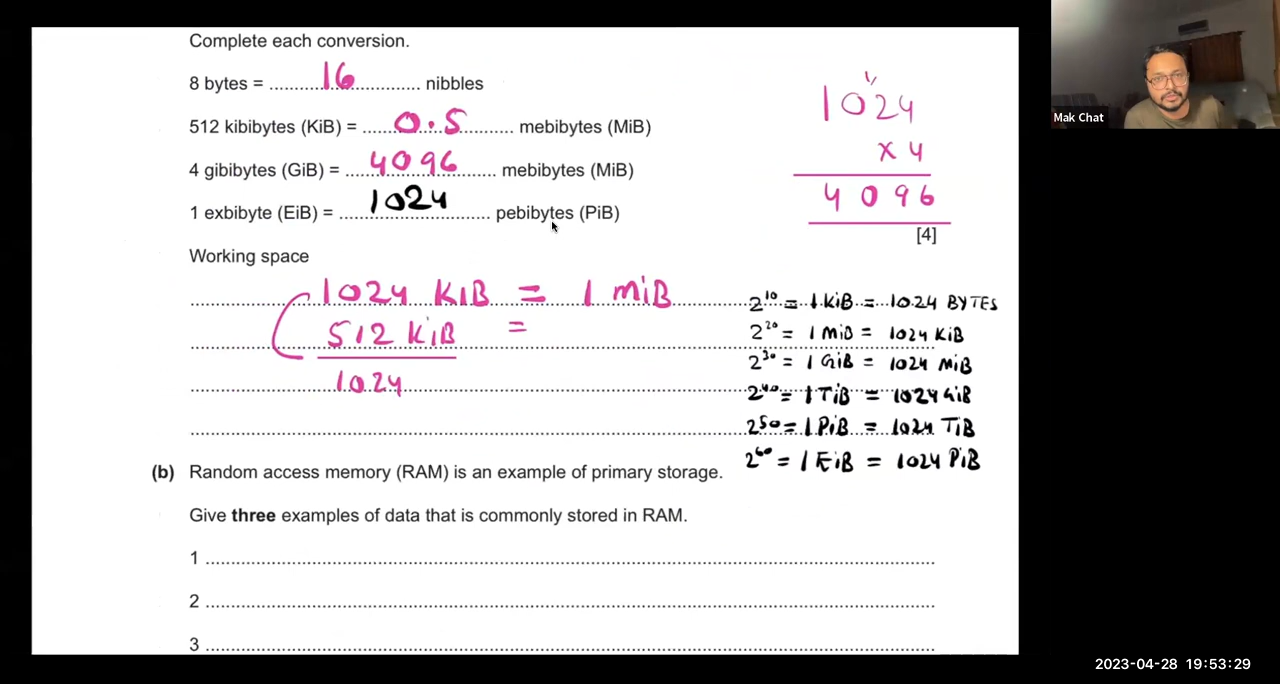 Complete each conversion.
8 bytes = ............16............ nibbles
512 kibibytes (KiB) = ......0.5.......... mebibytes (MiB)
4 gibibytes (GiB) = ......4096........ mebibytes (MiB)
1 exbibyte (EiB) = ......1024........ pebibytes (PiB)
1024
x 4
4096
[4]
Working space
1024 KiB = 1 MiB
512 KiB =
1024
2^10 = 1 KiB = 1024 BYTES
2^20 = 1 MiB = 1024 KiB
2^30 = 1 GiB = 1024 MiB
2^40 = 1 TiB = 1024 GiB
2^50 = 1 PiB = 1024 TiB
2^60 = 1 EiB = 1024 PiB
(b) Random access memory (RAM) is an example of primary storage.
Give three examples of data that is commonly stored in RAM.
1
2
3
Mak Chat
2023-04-28 19:53:29